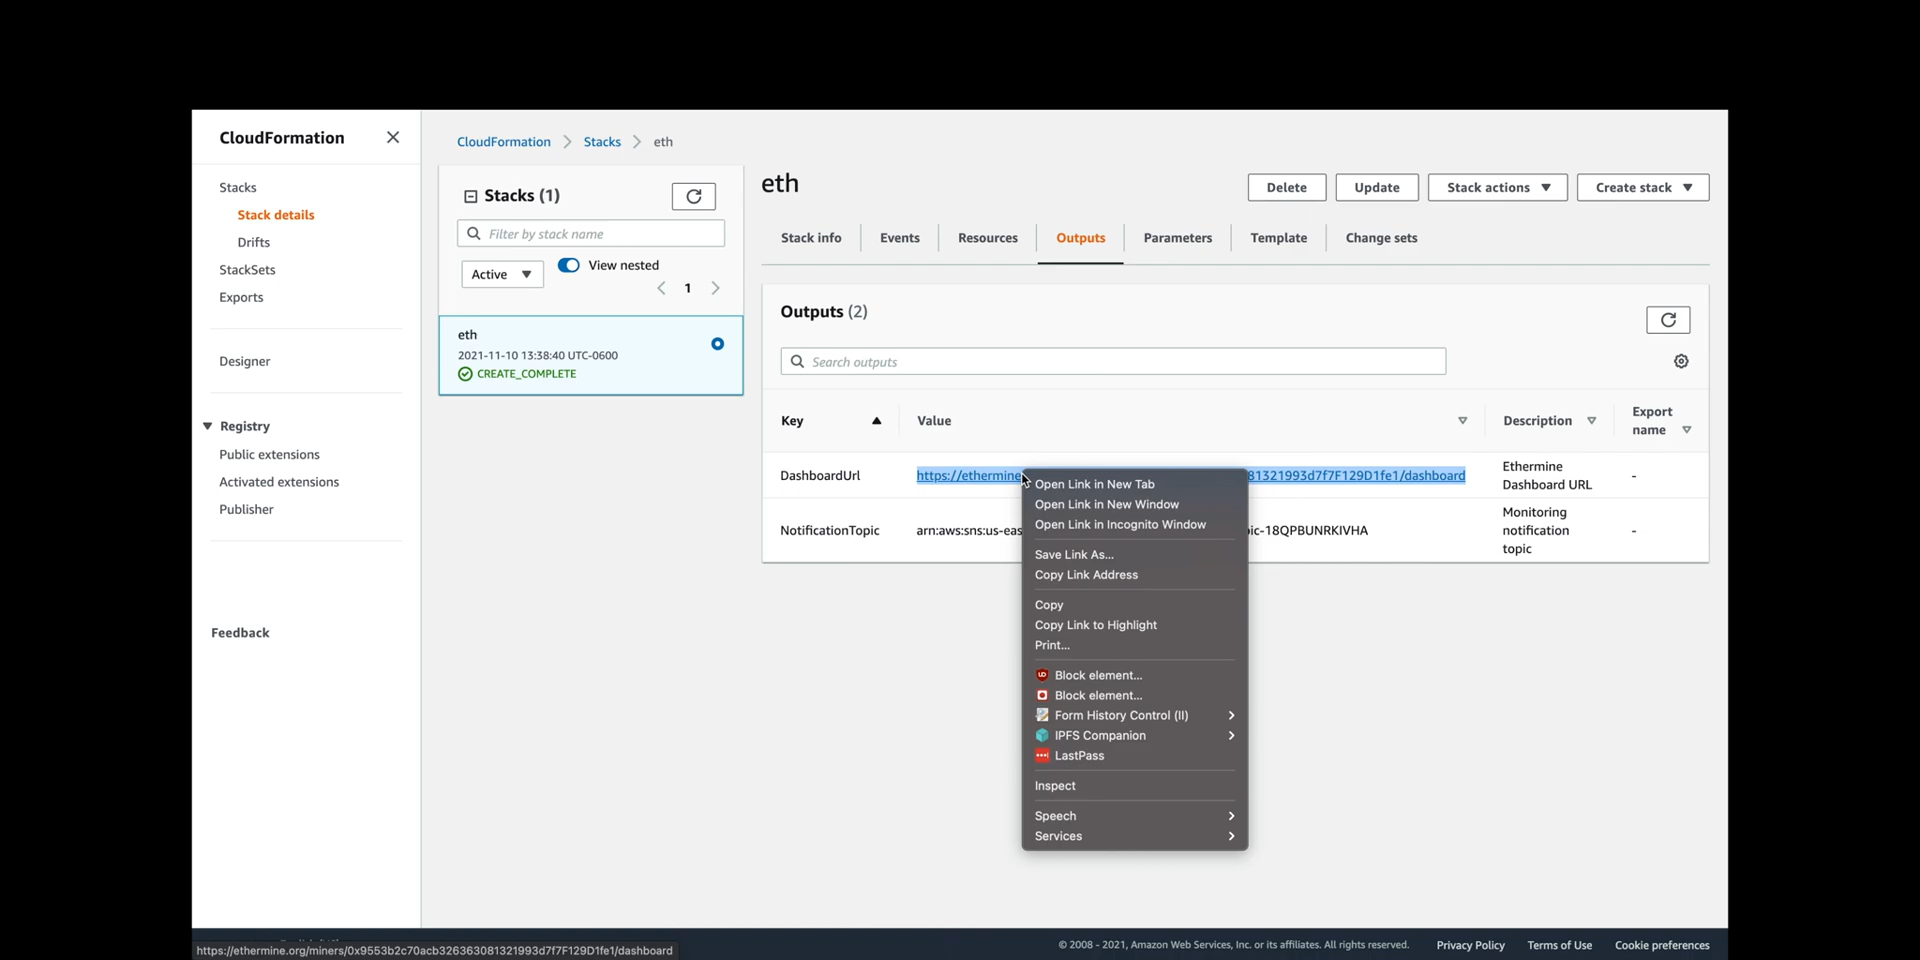 CloudFormation
Stacks
Stack details
Drifts
StackSets
Exports
Designer
Registry
Public extensions
Activated extensions
Publisher
Feedback
CloudFormation > Stacks > eth
Stacks (1)
Filter by stack name
Active
View nested
1
eth
2021-11-10 13:38:40 UTC-0600
CREATE_COMPLETE
eth
Delete
Update
Stack actions
Create stack
Stack info
Events
Resources
Outputs
Parameters
Template
Change sets
Outputs (2)
Search outputs
Key
Value
Description
Export
name
DashboardUrl
https://ethermine
81321993d7f7F129D1fe1/dashboard
Ethermine
Dashboard URL
-
NotificationTopic
arn:aws:sns:us-eas
ic-18QPBUNRKIVHA
Monitoring
notification
topic
-
Open Link in New Tab
Open Link in New Window
Open Link in Incognito Window
Save Link As...
Copy Link Address
Copy
Copy Link to Highlight
Print...
Block element...
Block element...
Form History Control (II)
IPFS Companion
LastPass
Inspect
Speech
Services
https://ethermine.org/miners/0x9553b2c70acb326363081321993d7f7F129D1fe1/dashboard
© 2008 - 2021, Amazon Web Services, Inc. or its affiliates. All rights reserved.
Privacy Policy
Terms of Use
Cookie preferences